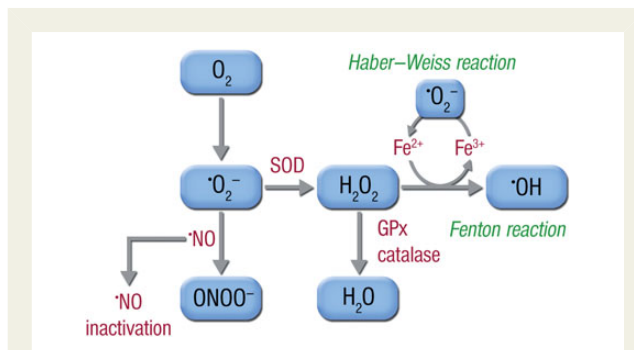 O₂
Haber–Weiss reaction
•O₂⁻
Fe²⁺
Fe³⁺
•O₂⁻
SOD
H₂O₂
•OH
•NO
GPx
catalase
Fenton reaction
•NO
inactivation
ONOO⁻
H₂O